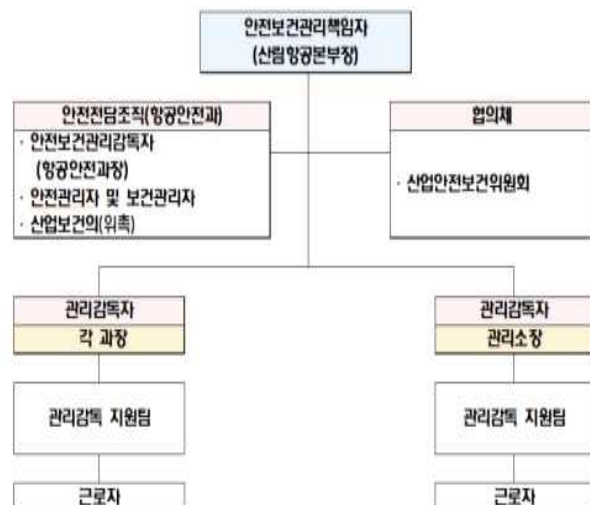 안전보건관리책임자
(산림항공본부장)
안전전담조직(항공안전과)
· 안전보건관리감독자
(항공안전과장)
· 안전관리자 및 보건관리자
· 산업보건의(위촉)
협의체
· 산업안전보건위원회
관리감독자
각 과장
관리감독 지원팀
근로자
관리감독자
관리소장
관리감독 지원팀
근로자